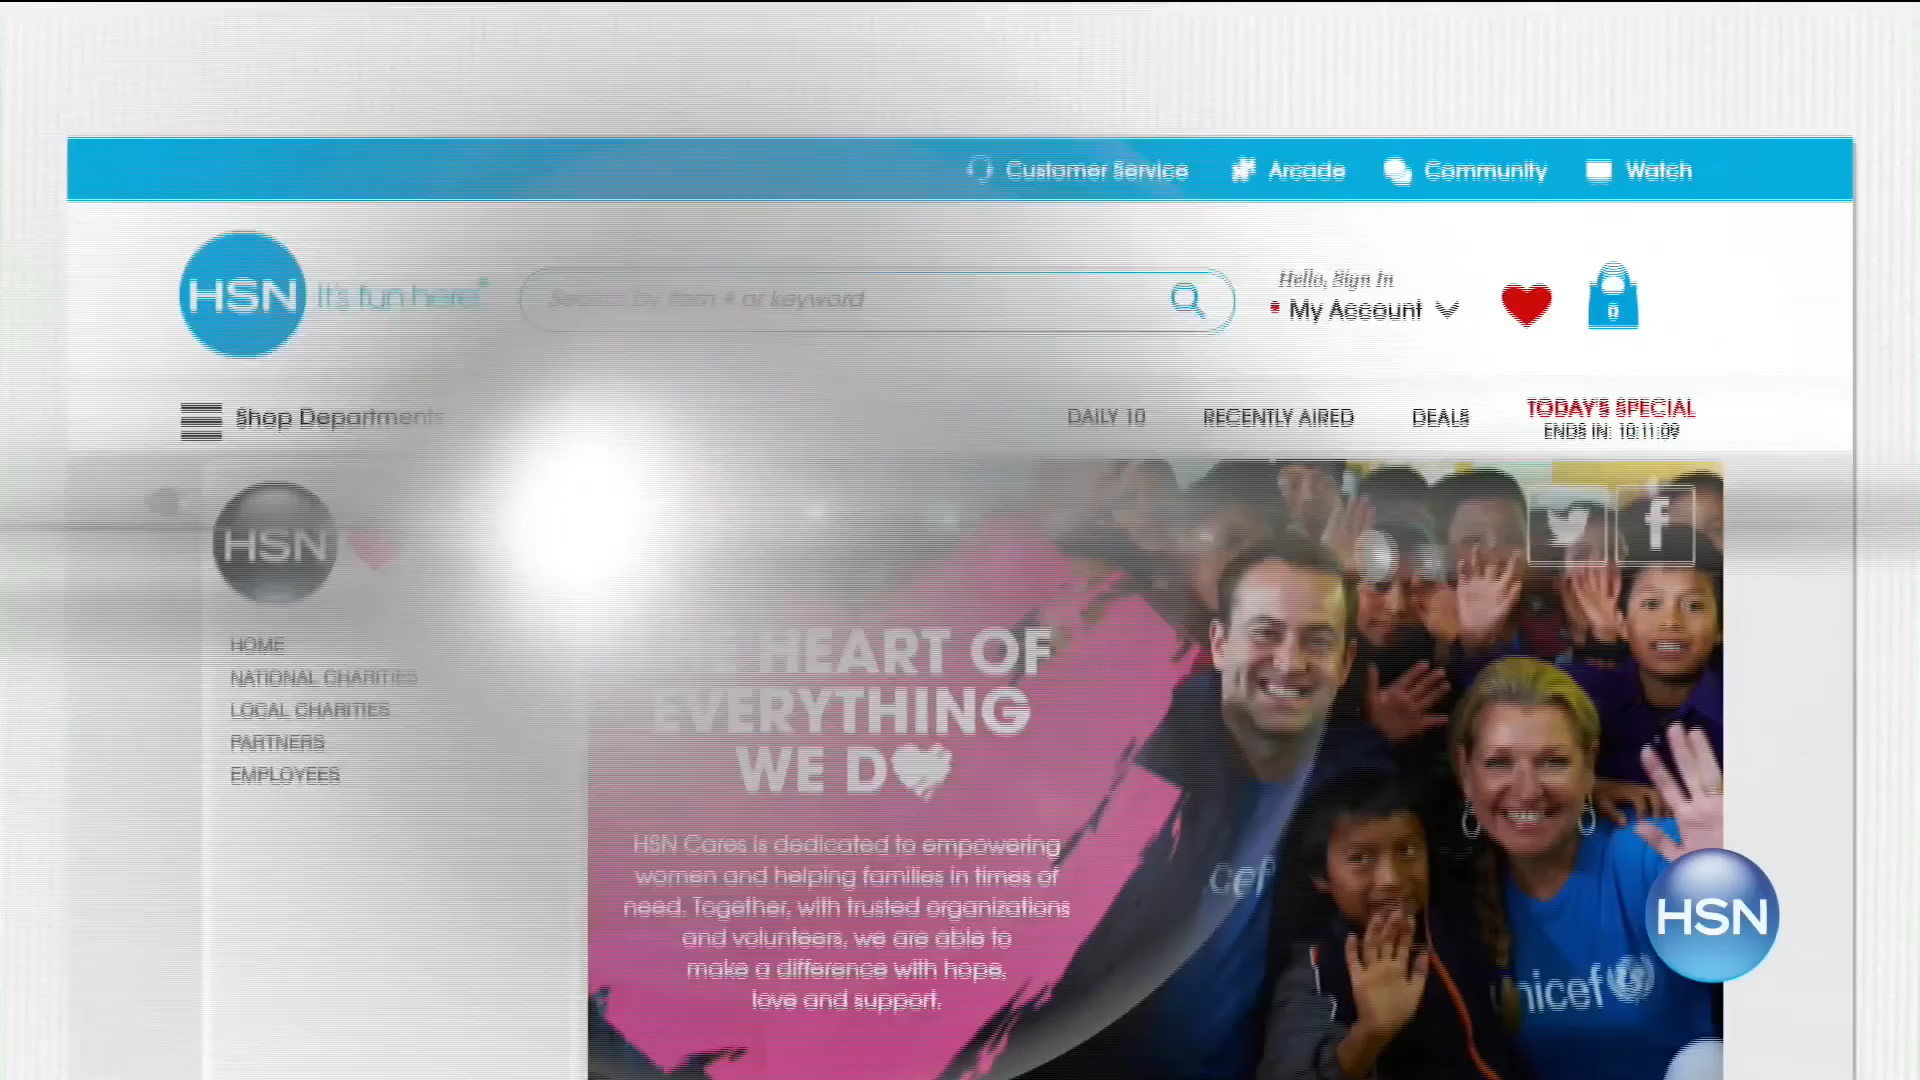 Customer Service Arcade Community Watch
HSN It's fun here®
Search by item # or keyword
Hello, Sign In
My Account
0
Shop Departments
DAILY 10 RECENTLY AIRED DEALS
TODAY'S SPECIAL
ENDS IN: 10:11:09
HSN
HOME
NATIONAL CHARITIES
LOCAL CHARITIES
PARTNERS
EMPLOYEES
HEART OF
EVERYTHING
WE D
HSN Cares is dedicated to empowering
women and helping families in times of
need. Together, with trusted organizations
and volunteers, we are able to
make a difference with hope,
love and support.
f
cef
unicef
HSN